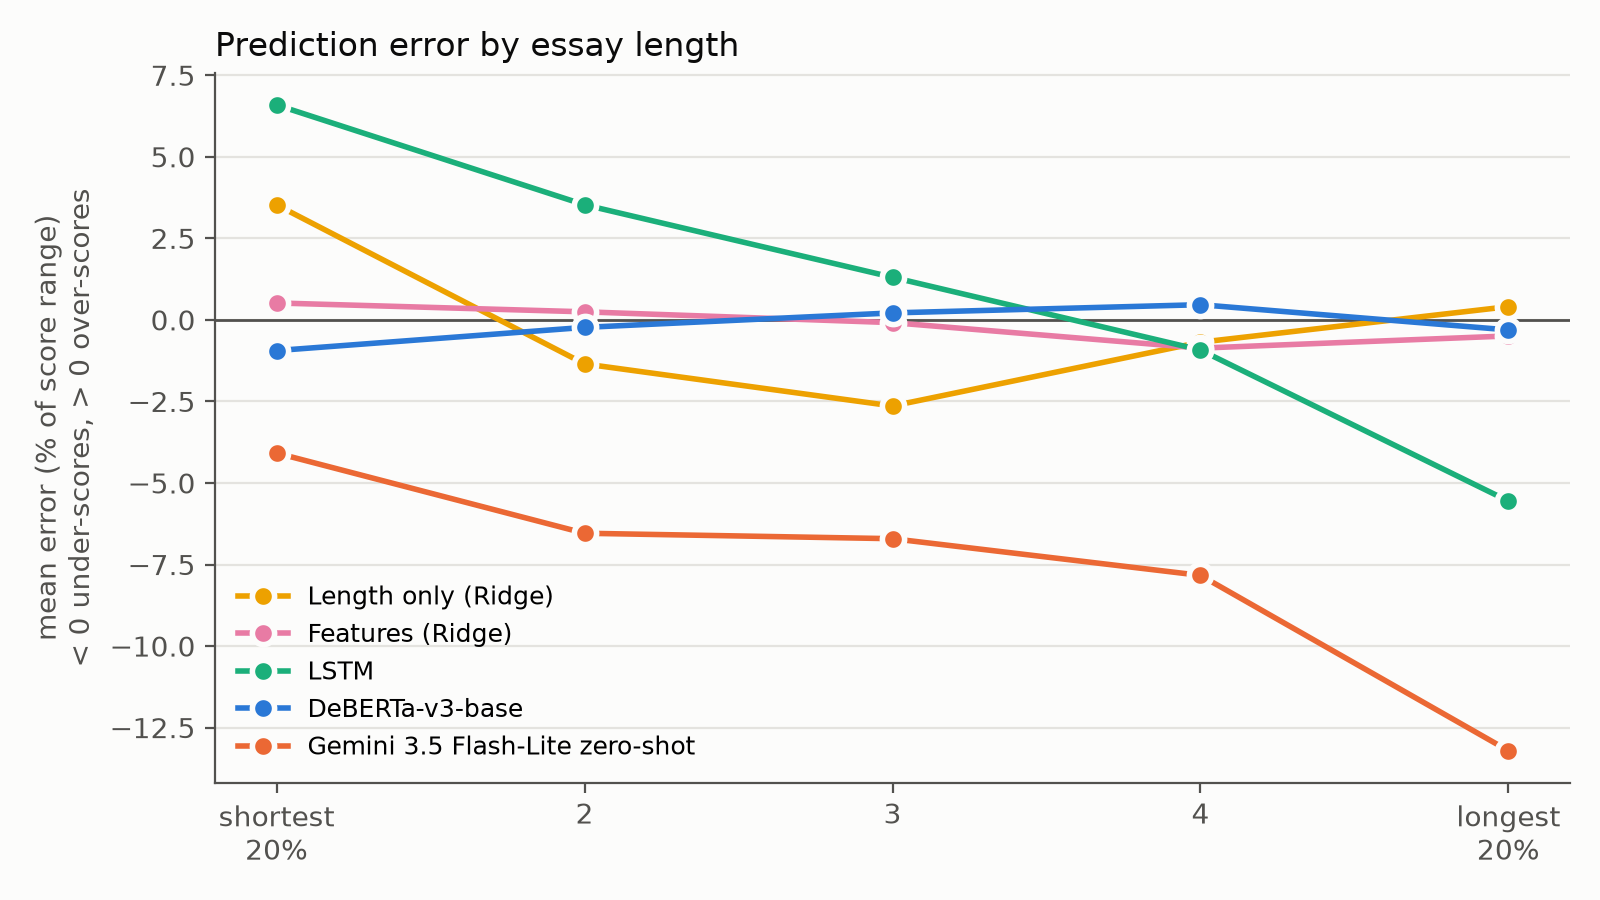 Prediction error by essay length
mean error (% of score range)
< 0 under-scores, > 0 over-scores
7.5
5.0
2.5
0.0
−2.5
−5.0
−7.5
−10.0
−12.5
Length only (Ridge)
Features (Ridge)
LSTM
DeBERTa-v3-base
Gemini 3.5 Flash-Lite zero-shot
shortest
20%
2
3
4
longest
20%